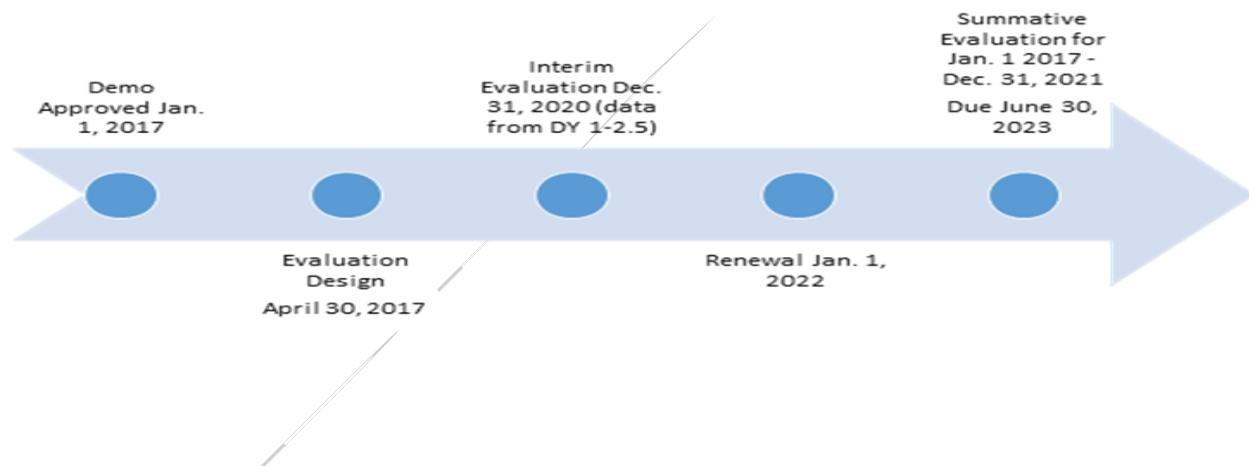 Demo
Approved Jan.
1, 2017
Evaluation
Design
April 30, 2017
Interim
Evaluation Dec.
31, 2020 (data
from DY 1-2.5)
Renewal Jan. 1,
2022
Summative
Evaluation for
Jan. 1 2017 -
Dec. 31, 2021
Due June 30,
2023